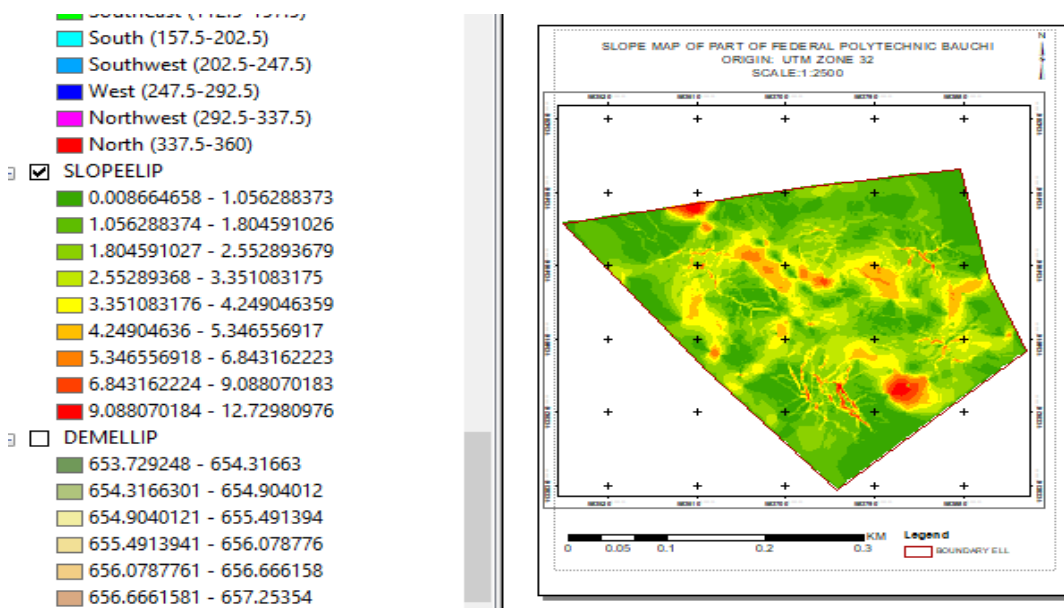 South (157.5-202.5)
Southwest (202.5-247.5)
West (247.5-292.5)
Northwest (292.5-337.5)
North (337.5-360)
SLOPEELIP
0.008664658 - 1.056288373
1.056288374 - 1.804591026
1.804591027 - 2.552893679
2.55289368 - 3.351083175
3.351083176 - 4.249046359
4.24904636 - 5.346556917
5.346556918 - 6.843162223
6.843162224 - 9.088070183
9.088070184 - 12.72980976
DEMELLIP
653.729248 - 654.31663
654.3166301 - 654.904012
654.9040121 - 655.491394
655.4913941 - 656.078776
656.0787761 - 656.666158
656.6661581 - 657.25354
SLOPE MAP OF PART OF FEDERAL POLYTECHNIC BAUCHI
ORIGIN: UTM ZONE 32
SCALE:1:2500
N
0 0.05 0.1 0.2 0.3 KM
Legend
BOUNDARY ELL